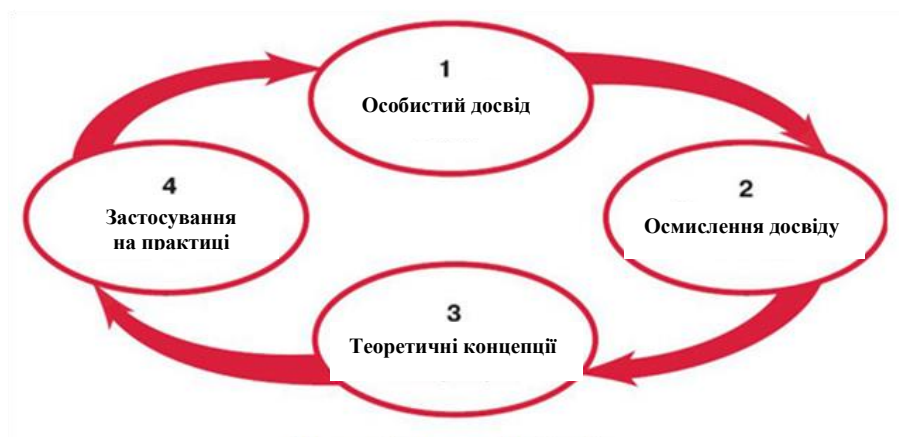 1
Особистий досвід
2
Осмислення досвіду
3
Теоретичні концепції
4
Застосування
на практиці